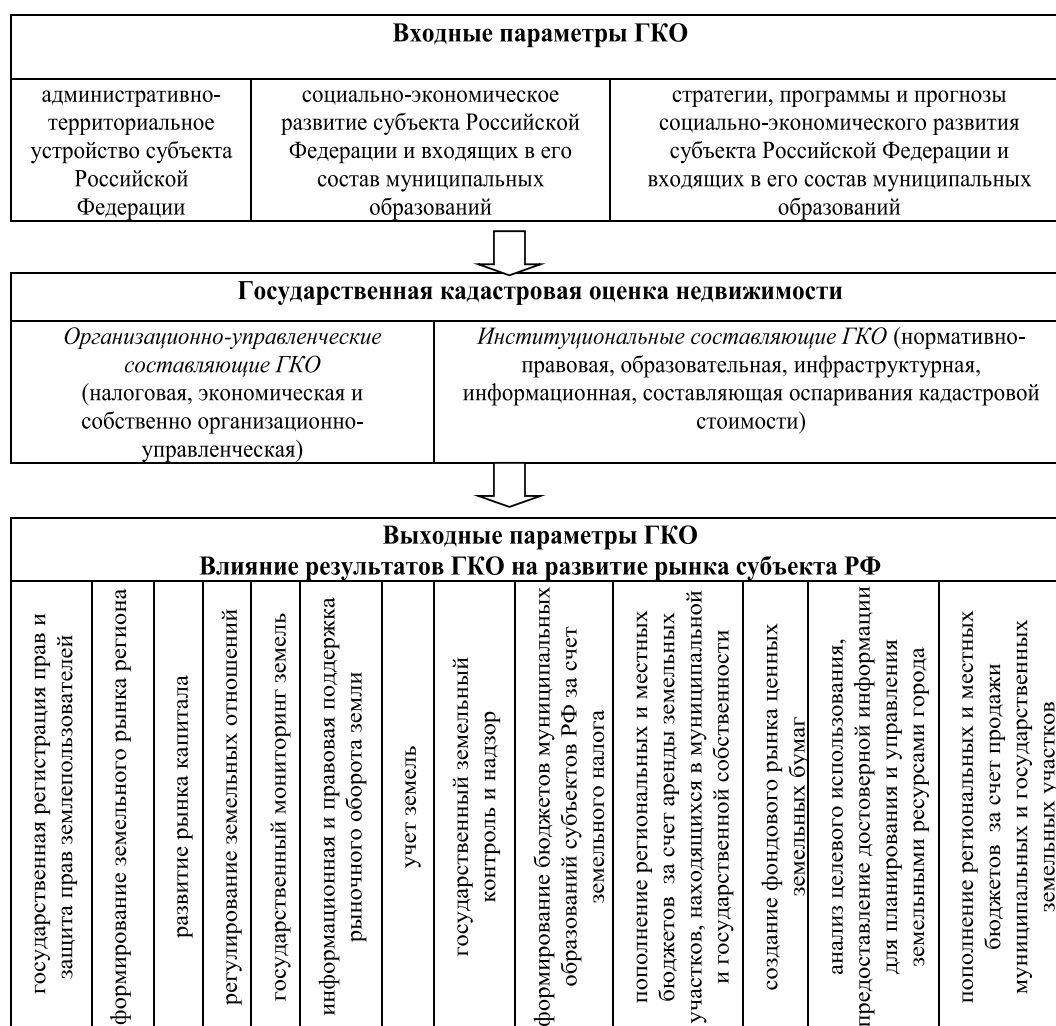 Входные параметры ГКО
административно-
территориальное
устройство субъекта
Российской
Федерации
социально-экономическое
развитие субъекта Российской
Федерации и входящих в его
состав муниципальных
образований
стратегии, программы и прогнозы
социально-экономического развития
субъекта Российской Федерации и
входящих в его состав муниципальных
образований
Государственная кадастровая оценка недвижимости
Организационно-управленческие
составляющие ГКО
(налоговая, экономическая и
собственно организационно-
управленческая)
Институциональные составляющие ГКО (нормативно-
правовая, образовательная, инфраструктурная,
информационная, составляющая оспаривания кадастровой
стоимости)
Выходные параметры ГКО
Влияние результатов ГКО на развитие рынка субъекта РФ
государственная регистрация прав и
защита прав землепользователей
формирование земельного рынка региона
развитие рынка капитала
регулирование земельных отношений
государственный мониторинг земель
информационная и правовая поддержка
рыночного оборота земли
учет земель
государственный земельный
контроль и надзор
формирование бюджетов муниципальных
образований субъектов РФ за счет
земельного налога
пополнение региональных и местных
бюджетов за счет аренды земельных
участков, находящихся в муниципальной
и государственной собственности
создание фондового рынка ценных
земельных бумаг
анализ целевого использования,
предоставление достоверной информации
для планирования и управления
земельными ресурсами города
пополнение региональных и местных
бюджетов за счет продажи
муниципальных и государственных
земельных участков